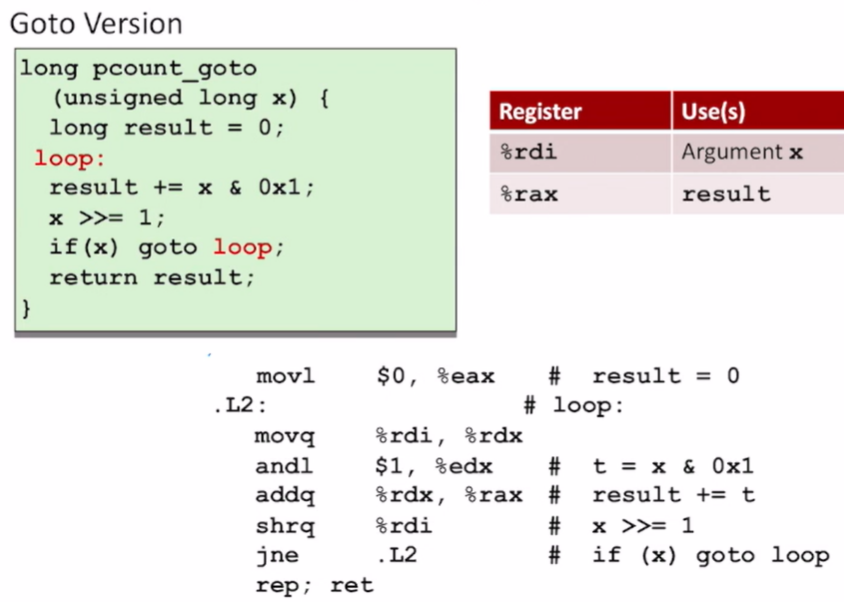 Goto Version
long pcount_goto
(unsigned long x) {
long result = 0;
loop:
result += x & 0x1;
x >>= 1;
if(x) goto loop;
return result;
}
Register Use(s)
%rdi Argument x
%rax result
movl $0, %eax # result = 0
.L2: # loop:
movq %rdi, %rdx
andl $1, %edx # t = x & 0x1
addq %rdx, %rax # result += t
shrq %rdi # x >>= 1
jne .L2 # if (x) goto loop
rep; ret